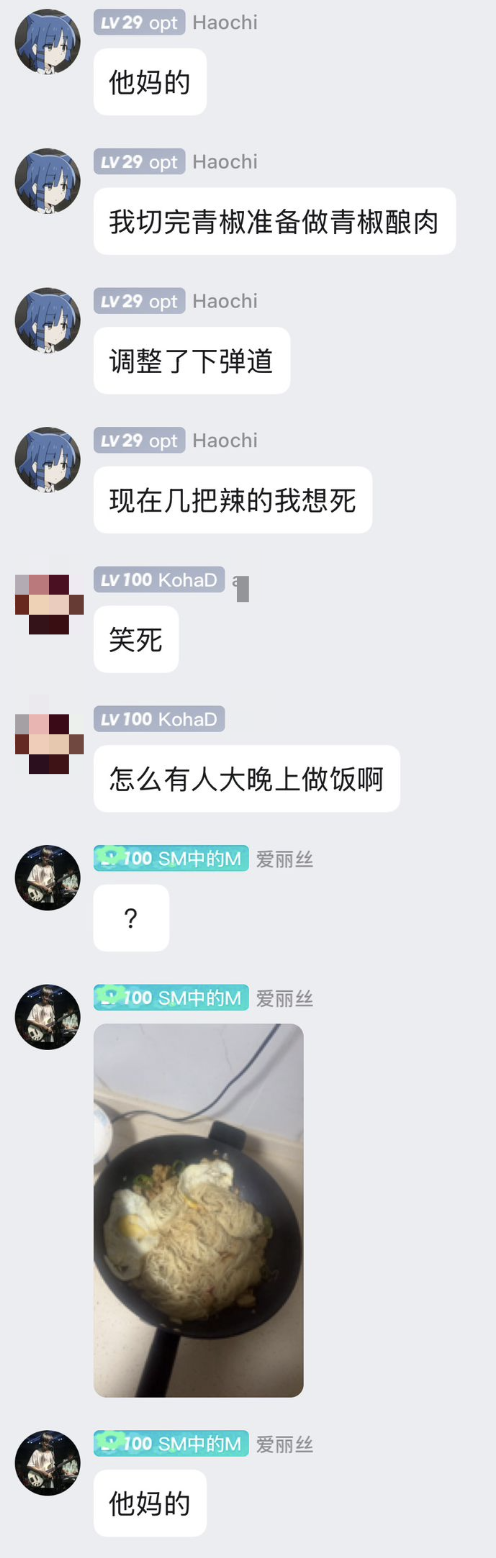 LV29 opt Haochi
他妈的
LV29 opt Haochi
我切完青椒准备做青椒酿肉
LV29 opt Haochi
调整了下弹道
LV29 opt Haochi
现在几把辣的我想死
LV100 KohaD
笑死
LV100 KohaD
怎么有人大晚上做饭啊
LV100 SM中的M 爱丽丝
?
LV100 SM中的M 爱丽丝
LV100 SM中的M 爱丽丝
他妈的